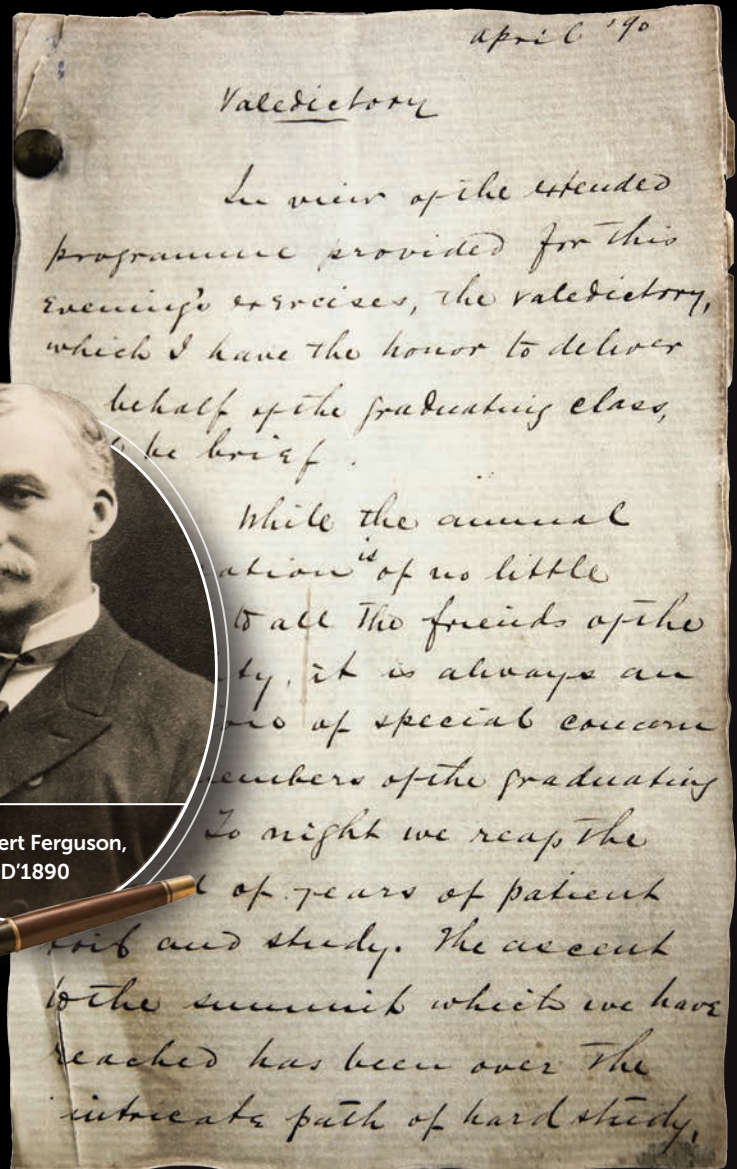 april '90
Valedictory
In view of the extended
programme provided for this
evening's exercises, the valedictory,
which I have the honor to deliver
behalf of the graduating class,
be brief.
While the annual
ation is of no little
to all the friends of the
ty, it is always an
of special concern
members of the graduating
To night we reap the
of years of patient
toil and study. The ascent
to the summit which we have
reached has been over the
intricate path of hard study,
ert Ferguson,
D'1890